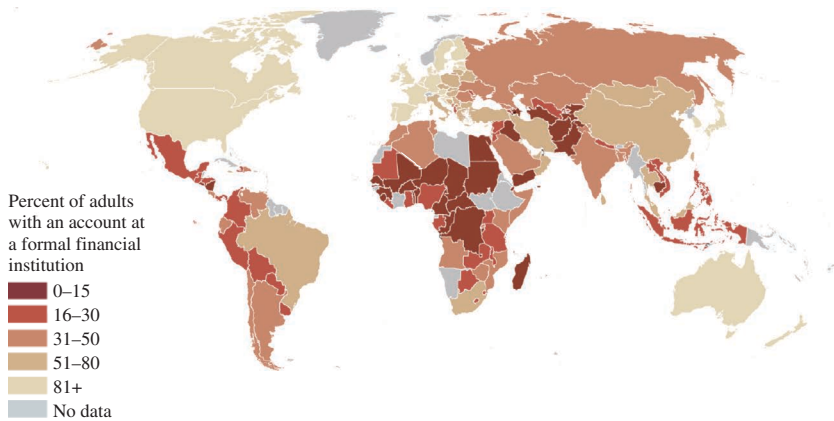 Percent of adults
with an account at
a formal financial
institution
0–15
16–30
31–50
51–80
81+
No data